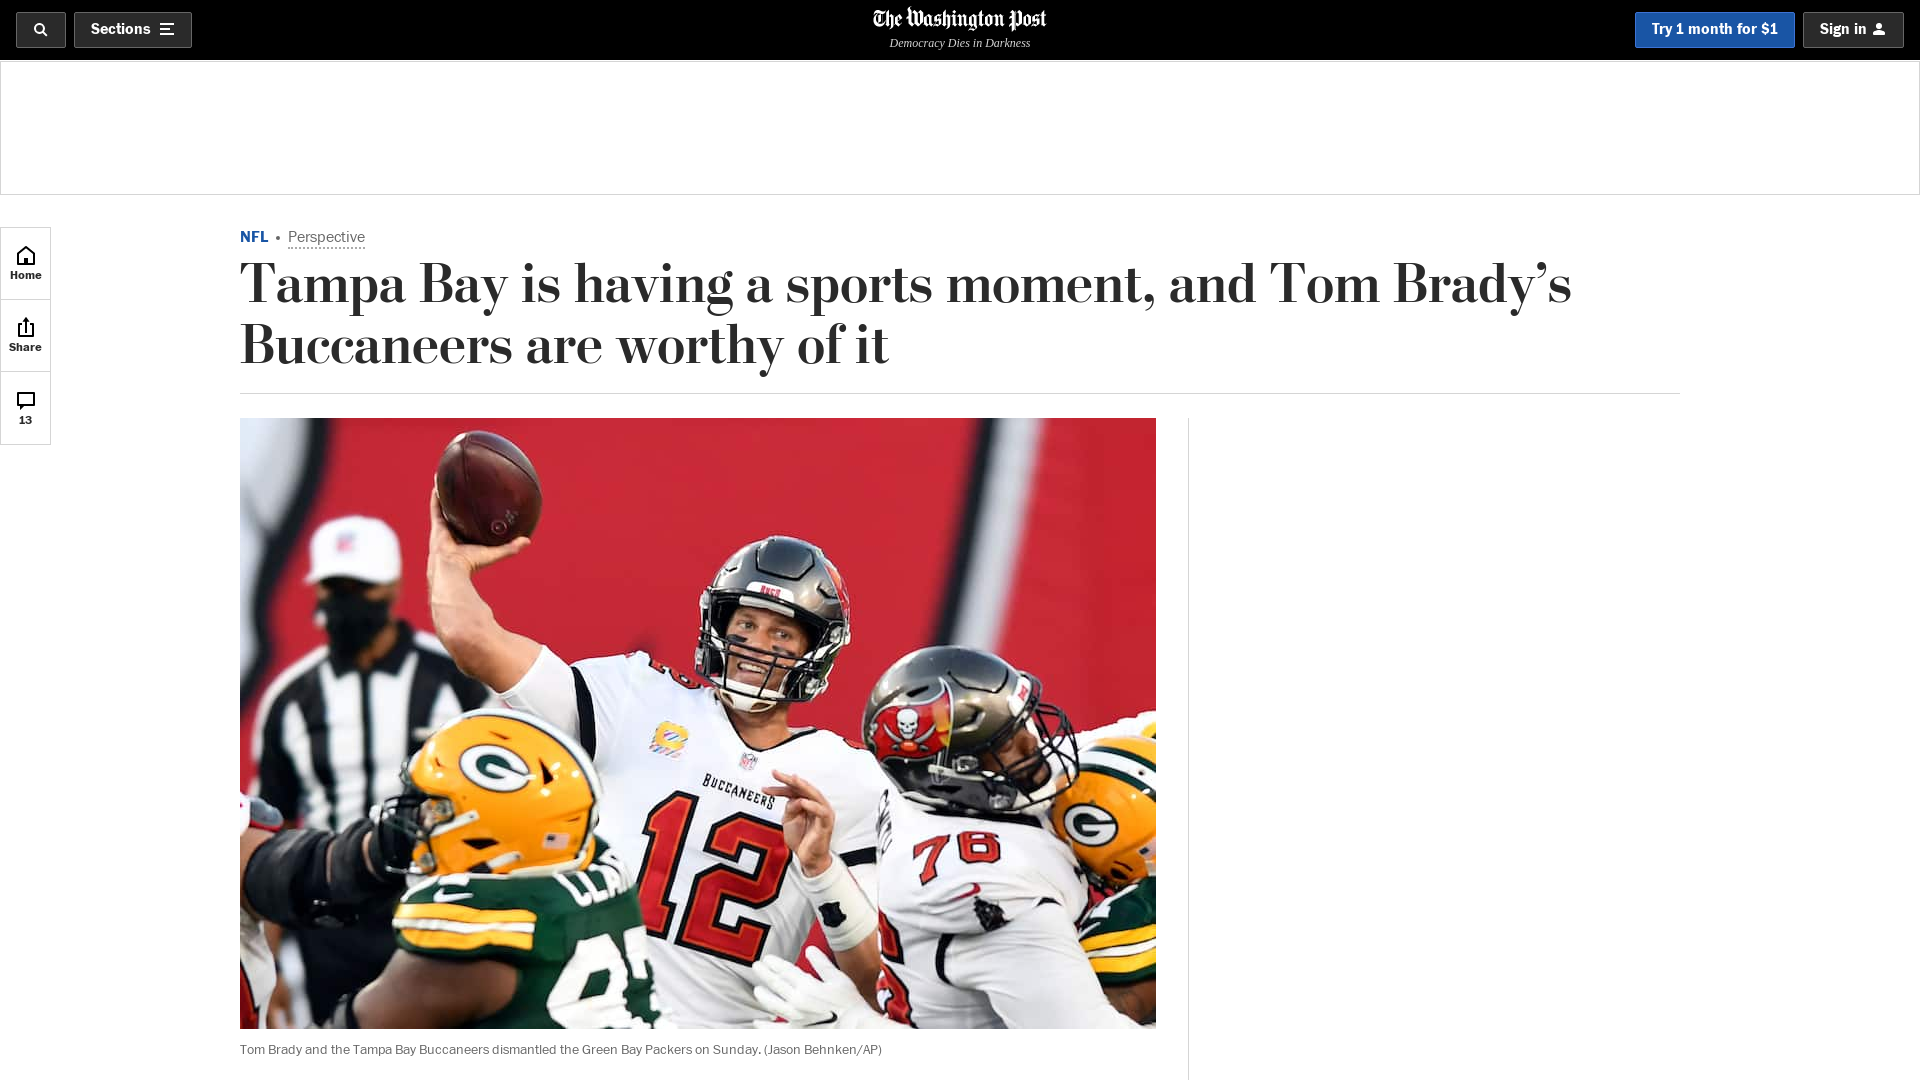 Sections
The Washington Post
Democracy Dies in Darkness
Try 1 month for $1
Sign in
Home
Share
13
NFL • Perspective
Tampa Bay is having a sports moment, and Tom Brady’s
Buccaneers are worthy of it
BUCS
BUCCANEERS
12
76
G
G
NFL
Tom Brady and the Tampa Bay Buccaneers dismantled the Green Bay Packers on Sunday. (Jason Behnken/AP)